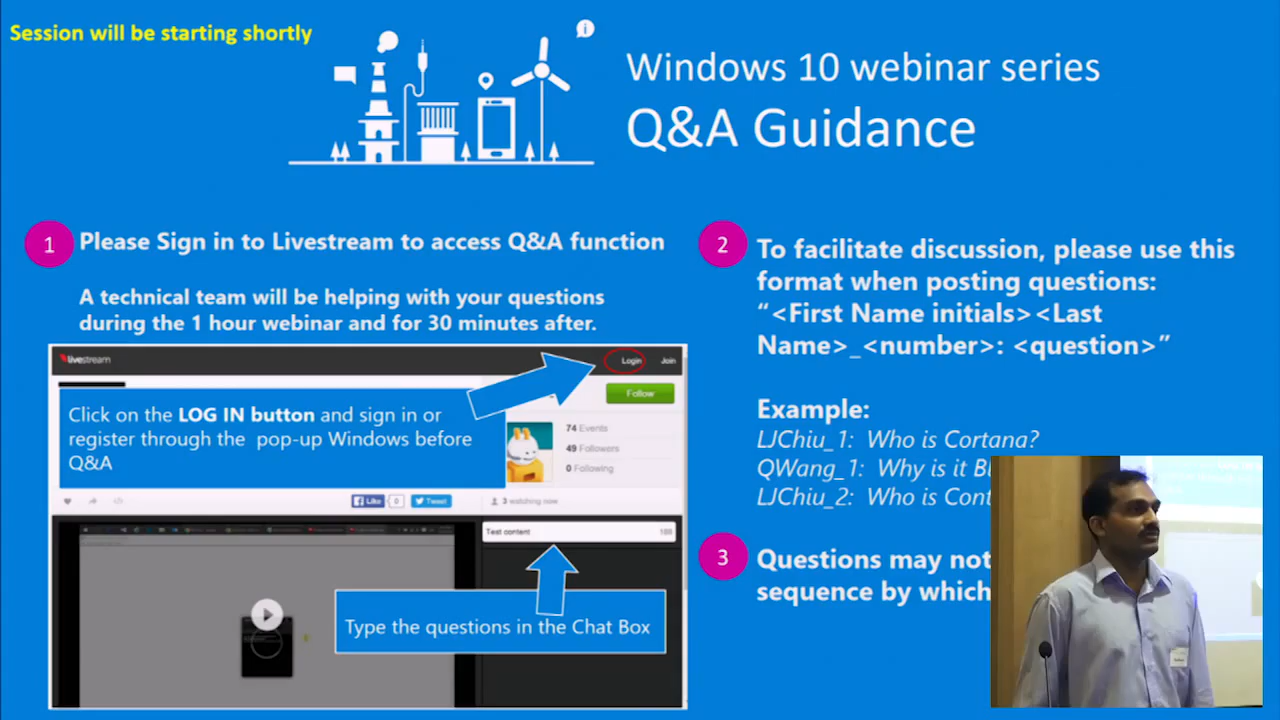 Session will be starting shortly
Windows 10 webinar series
Q&A Guidance
1
Please Sign in to Livestream to access Q&A function
A technical team will be helping with your questions
during the 1 hour webinar and for 30 minutes after.
livestream
Login
Join
Click on the LOG IN button and sign in or
register through the pop-up Windows before
Q&A
Follow
74 Events
49 Followers
0 Following
Like
0
Tweet
3 watching now
Test content
189
Type the questions in the Chat Box
2
To facilitate discussion, please use this
format when posting questions:
“<First Name initials><Last
Name>_<number>: <question>”
Example:
LJChiu_1: Who is Cortana?
QWang_1: Why is it
LJChiu_2: Who is
3
Questions may not
sequence by which